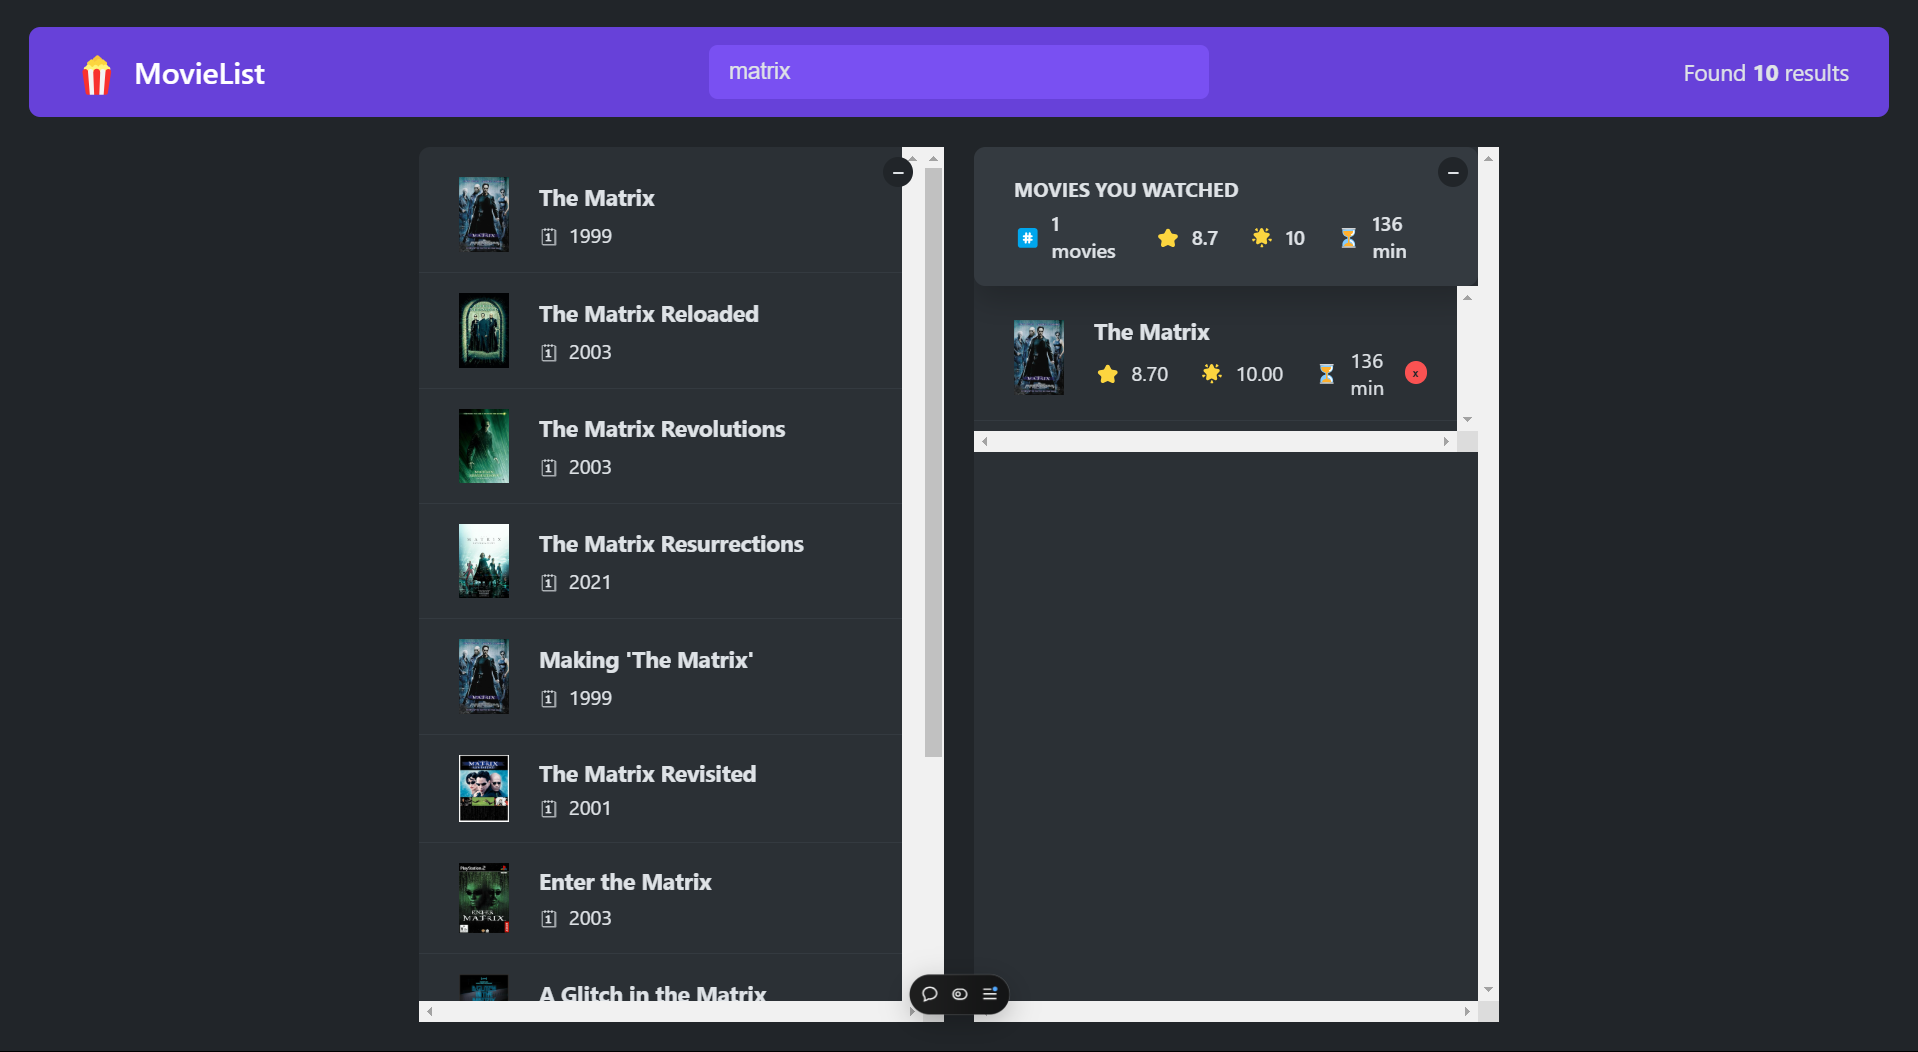 MovieList
matrix
Found 10 results
The Matrix
1999
The Matrix Reloaded
2003
The Matrix Revolutions
2003
The Matrix Resurrections
2021
Making 'The Matrix'
1999
The Matrix Revisited
2001
Enter the Matrix
2003
A Glitch in the Matrix
MOVIES YOU WATCHED
#
1
movies
8.7
10
136
min
The Matrix
8.70
10.00
136
min
x